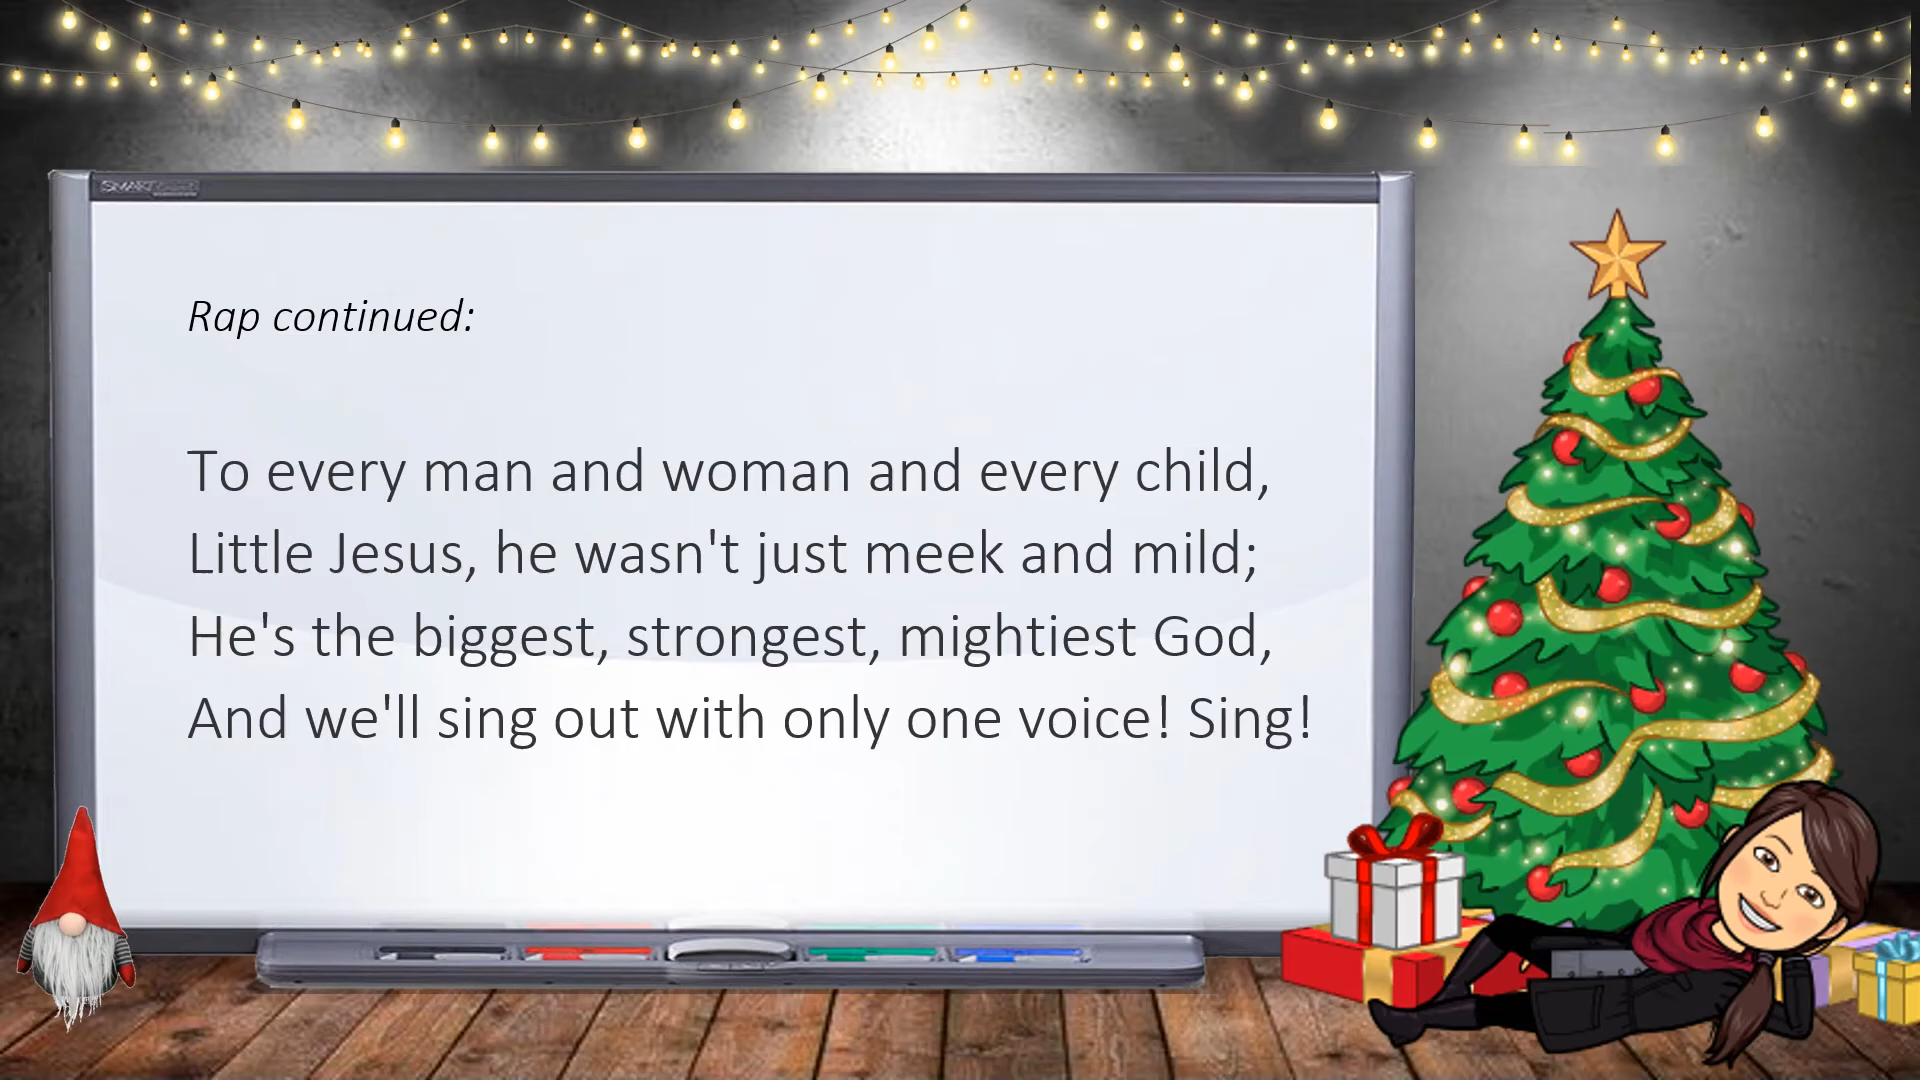 SMART
Rap continued:
To every man and woman and every child,
Little Jesus, he wasn't just meek and mild;
He's the biggest, strongest, mightiest God,
And we'll sing out with only one voice! Sing!